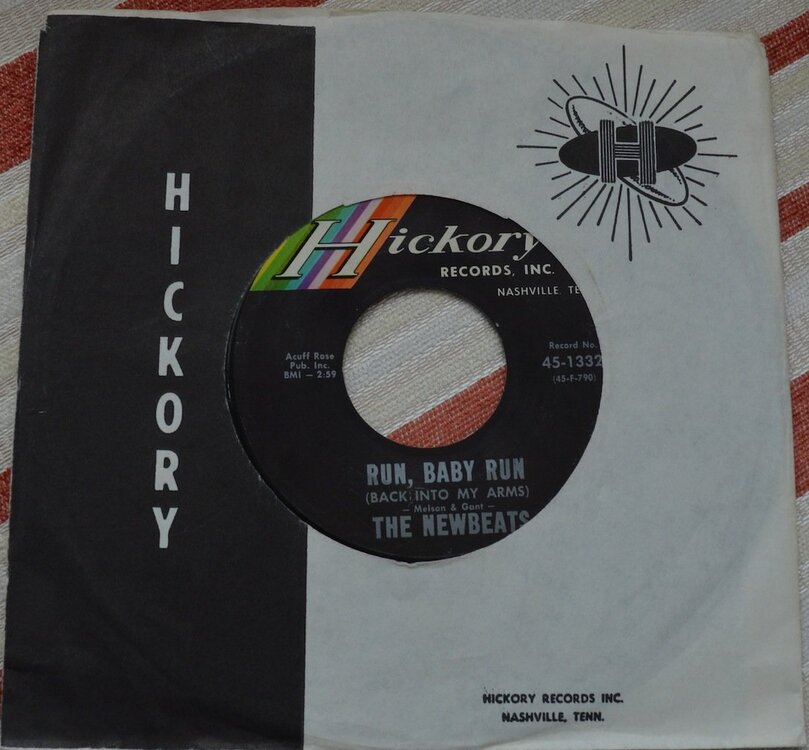 HICKORY
H
Hickory
RECORDS, INC.
NASHVILLE, TE
Acuff Rose
Pub. Inc.
BMI — 2:59
Record No.
45-1332
(45-F-790)
RUN, BABY RUN
(BACK INTO MY ARMS)
— Melson & Gant —
THE NEWBEATS
HICKORY RECORDS INC.
NASHVILLE, TENN.